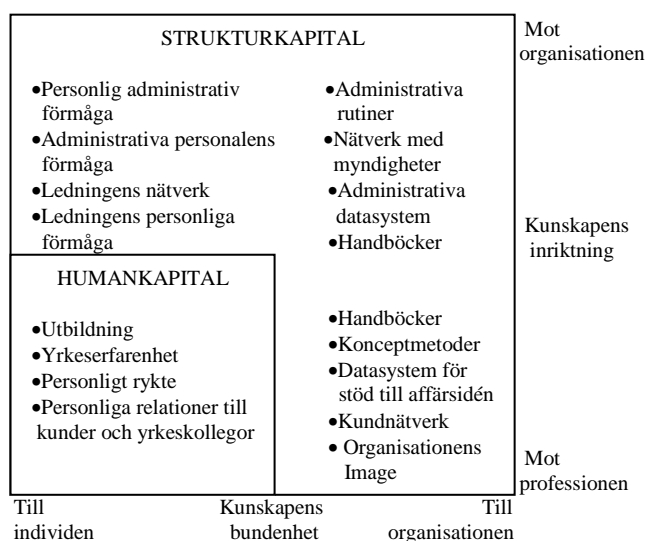 STRUKTURKAPITAL
•Personlig administrativ
förmåga
•Administrativa personalens
förmåga
•Ledningens nätverk
•Ledningens personliga
förmåga
•Administrativa
rutiner
•Nätverk med
myndigheter
•Administrativa
datasystem
•Handböcker
HUMANKAPITAL
•Utbildning
•Yrkeserfarenhet
•Personligt rykte
•Personliga relationer till
kunder och yrkeskollegor
•Handböcker
•Konceptmetoder
•Datasystem för
stöd till affärsidén
•Kundnätverk
• Organisationens
Image
Mot
organisationen
Kunskapens
inriktning
Mot
professionen
Till
individen
Kunskapens
bundenhet
Till
organisationen